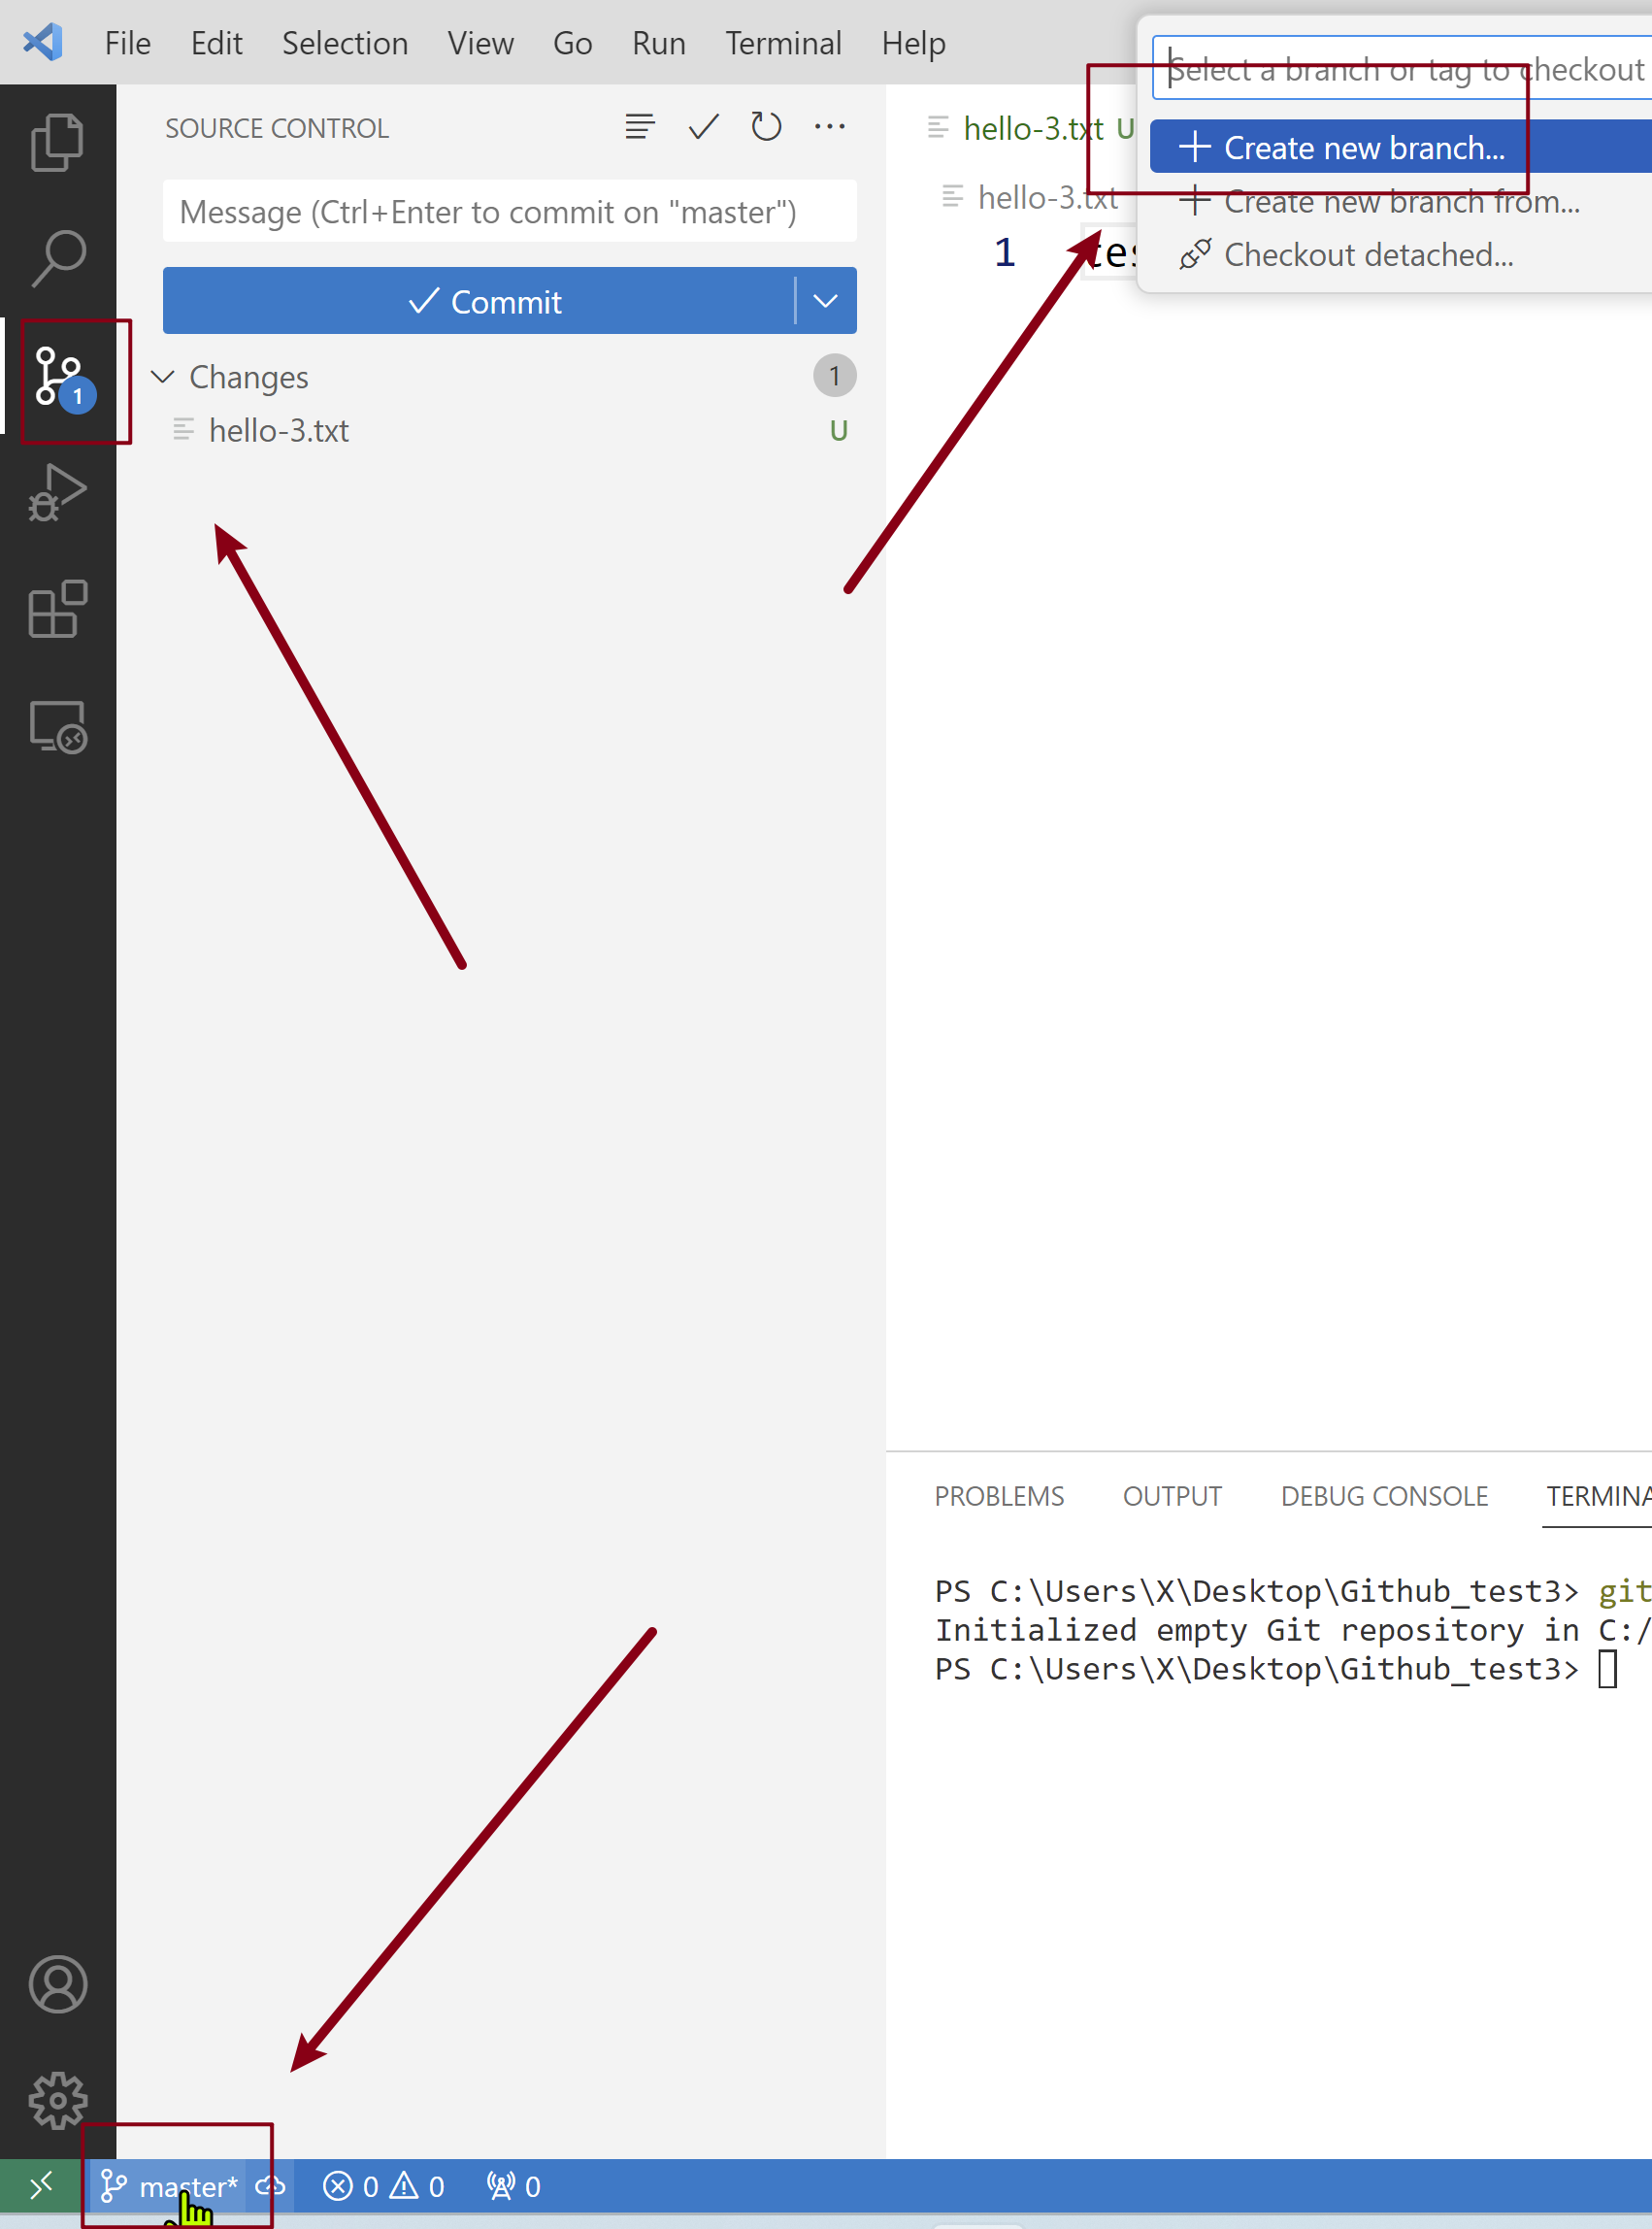 File Edit Selection View Go Run Terminal Help
Select a branch or tag to checkout
SOURCE CONTROL
hello-3.txt U
Create new branch...
Message (Ctrl+Enter to commit on "master")
hello-3.txt
Create new branch from...
1 tes
Checkout detached...
Commit
1
Changes 1
hello-3.txt U
PROBLEMS OUTPUT DEBUG CONSOLE TERMINA
PS C:\Users\X\Desktop\Github_test3> git
Initialized empty Git repository in C:/
PS C:\Users\X\Desktop\Github_test3>
master* 0 0 0